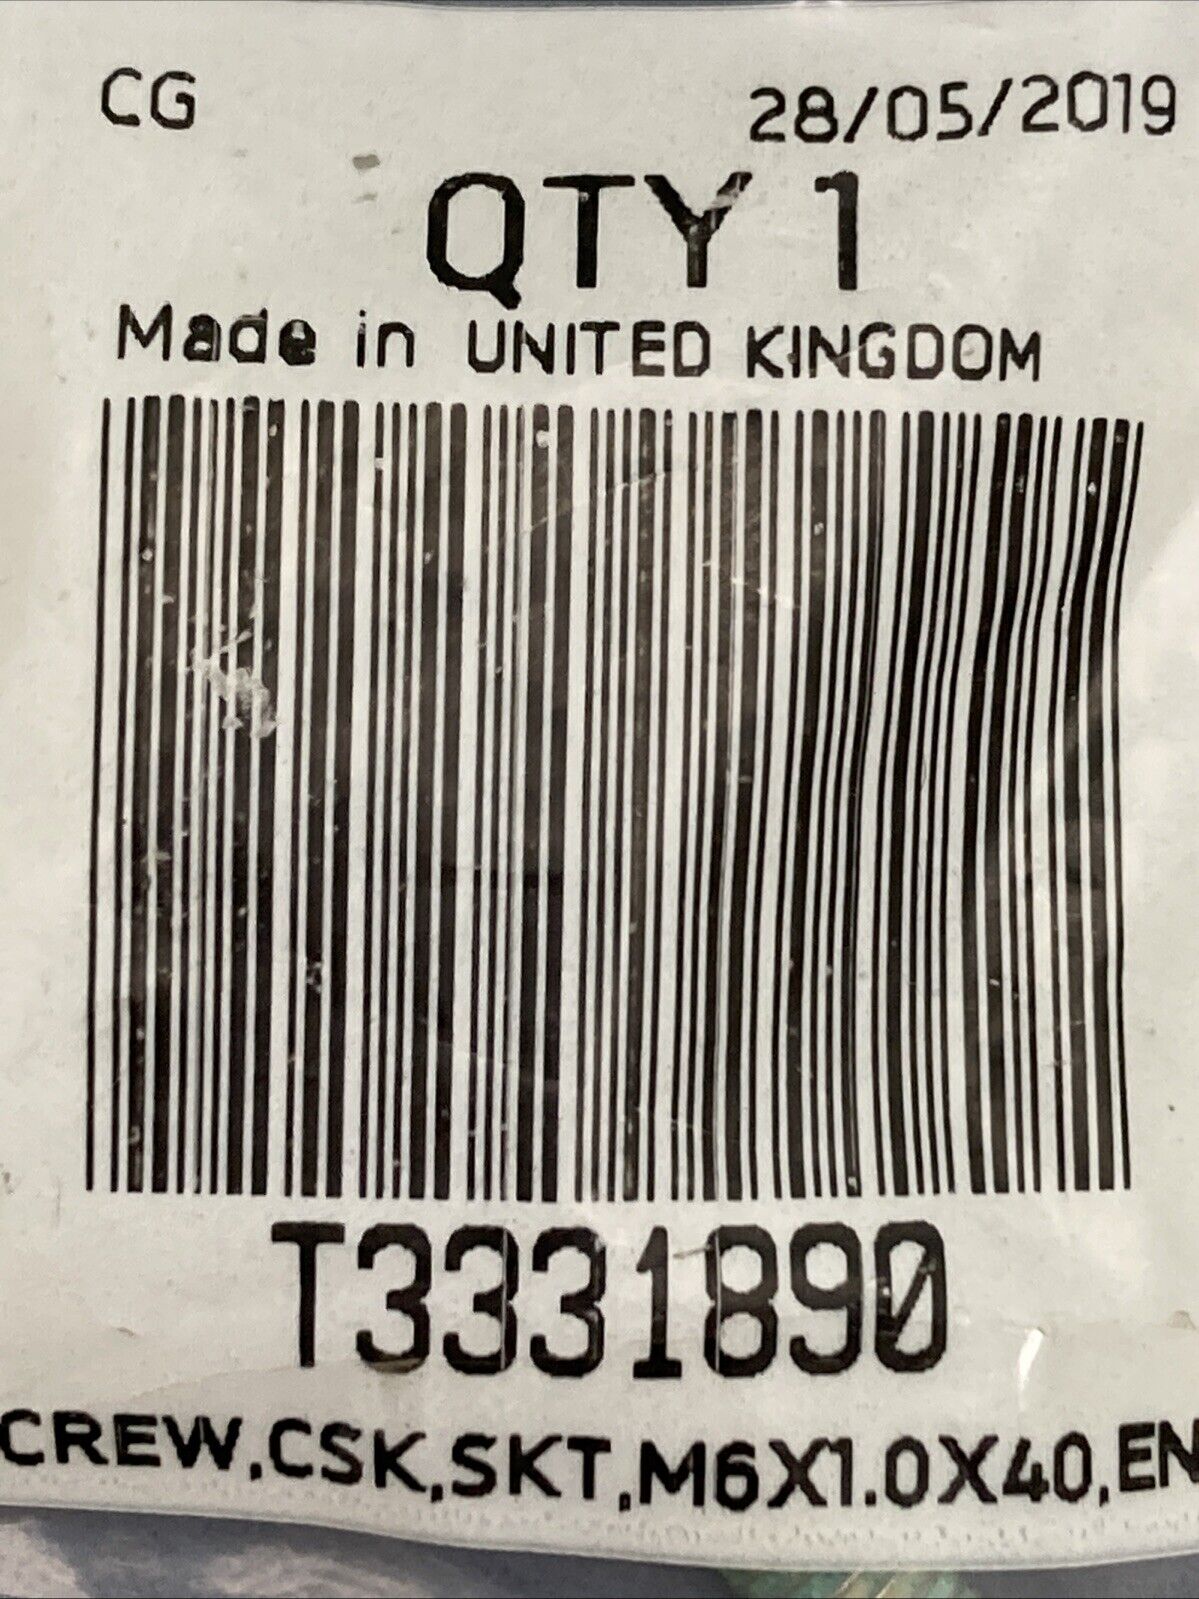 CG
28/05/2019
QTY 1
Made in UNITED KINGDOM
T3331890
CREW,CSK,SKT,M6X1.0X40,EN